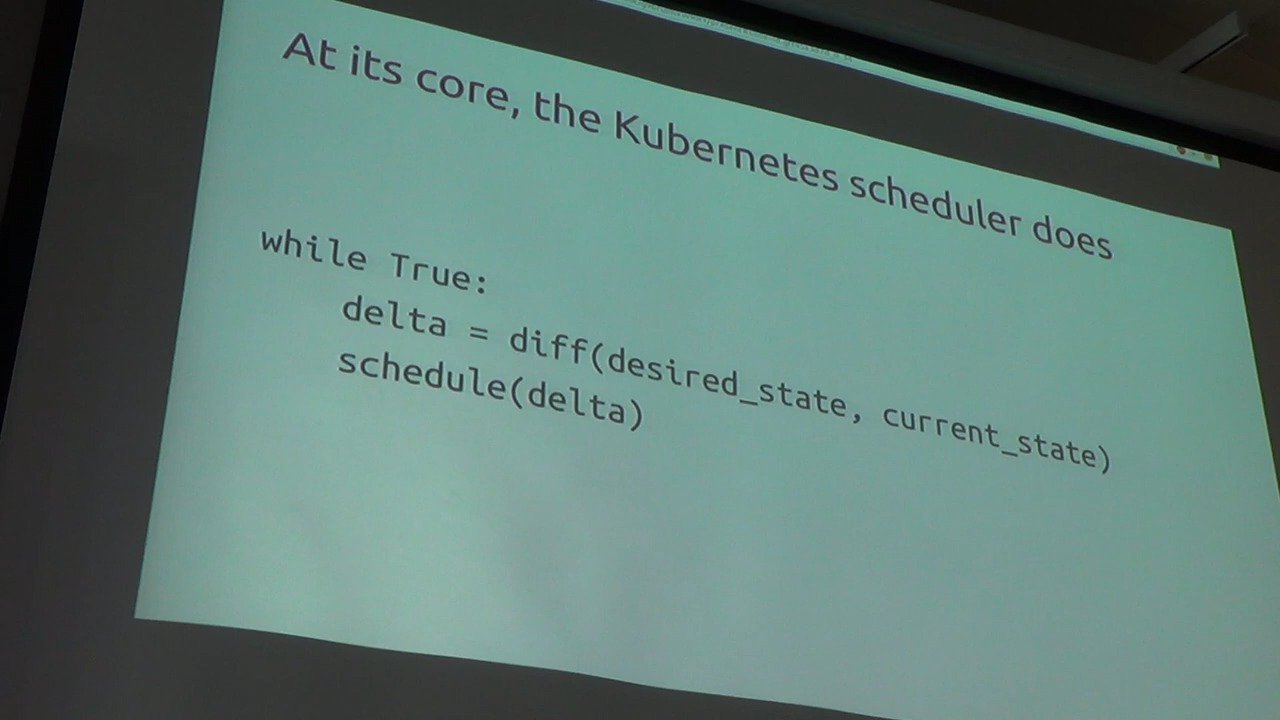 At its core, the Kubernetes scheduler does
while True:
    delta = diff(desired_state, current_state)
    schedule(delta)